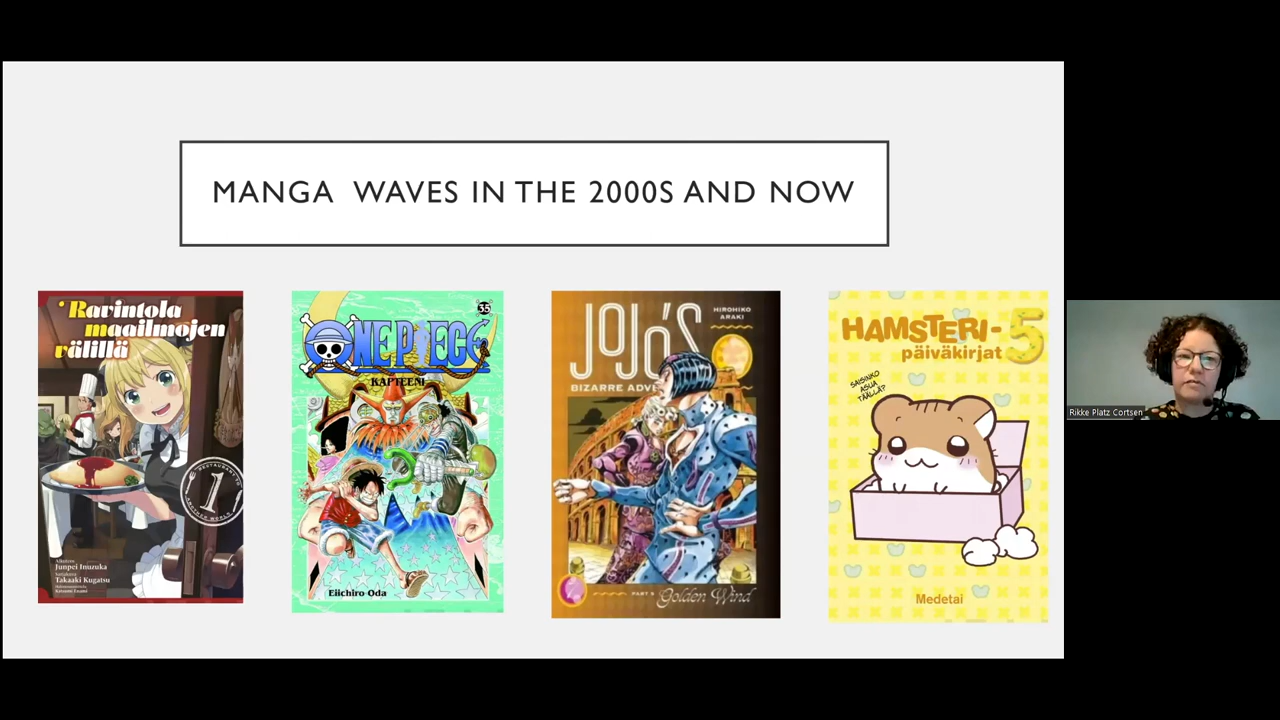 MANGA WAVES IN THE 2000S AND NOW
Ravintola
maailmojen
välillä
1
Junpei Inuzuka
Takaaki Kugatsu
35
ONE PIECE
KAPTEENI
Eiichiro Oda
JOJO'S
HIROHIKO
ARAKI
BIZARRE ADVE
PART 5 Golden Wind
HAMSTERI-
päiväkirjat 5
SAISINKO
ASUA
TÄÄLLÄ?
Medetai
Rikke Platz Cortsen